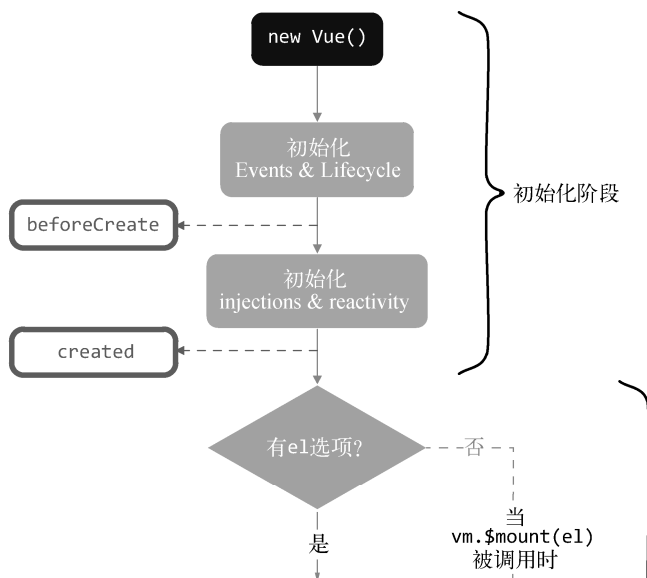 new Vue()
初始化
Events & Lifecycle
初始化阶段
beforeCreate
初始化
injections & reactivity
created
有el选项?
否
是
当
vm.$mount(el)
被调用时